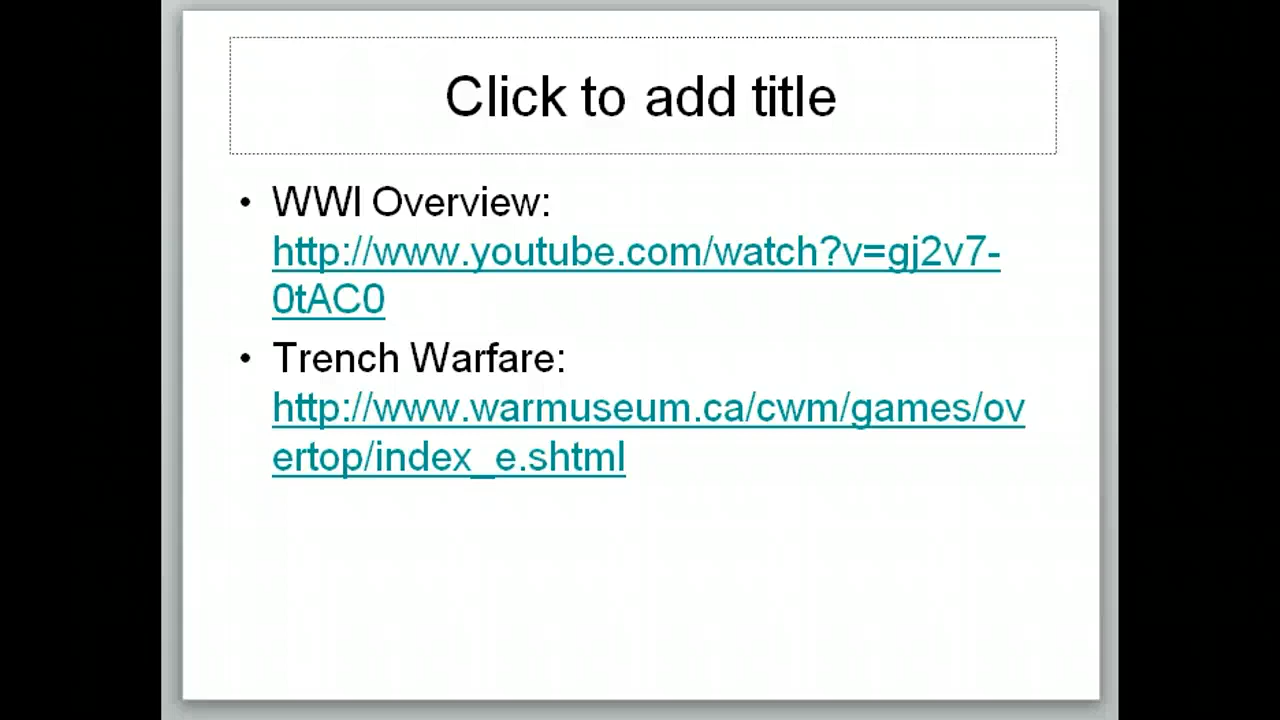 Click to add title
• WWI Overview:
http://www.youtube.com/watch?v=gj2v7-
0tAC0
• Trench Warfare:
http://www.warmuseum.ca/cwm/games/ov
ertop/index_e.shtml